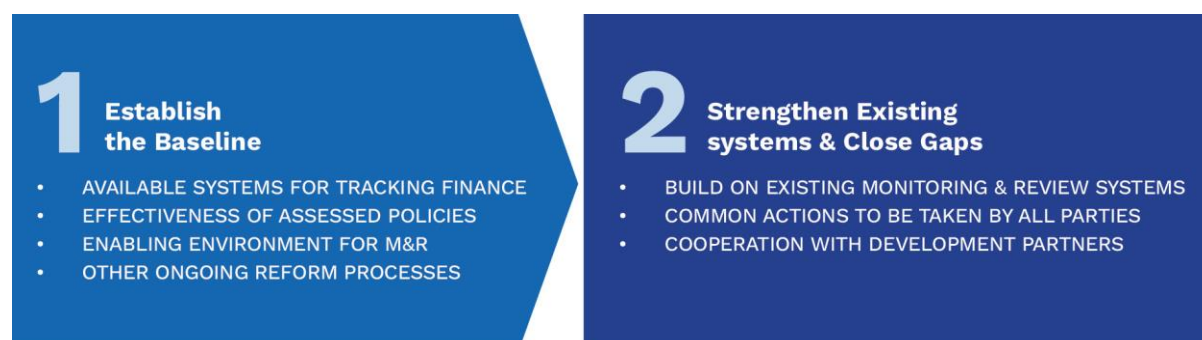 1
Establish
the Baseline
• AVAILABLE SYSTEMS FOR TRACKING FINANCE
• EFFECTIVENESS OF ASSESSED POLICIES
• ENABLING ENVIRONMENT FOR M&R
• OTHER ONGOING REFORM PROCESSES
2
Strengthen Existing
systems & Close Gaps
• BUILD ON EXISTING MONITORING & REVIEW SYSTEMS
• COMMON ACTIONS TO BE TAKEN BY ALL PARTIES
• COOPERATION WITH DEVELOPMENT PARTNERS